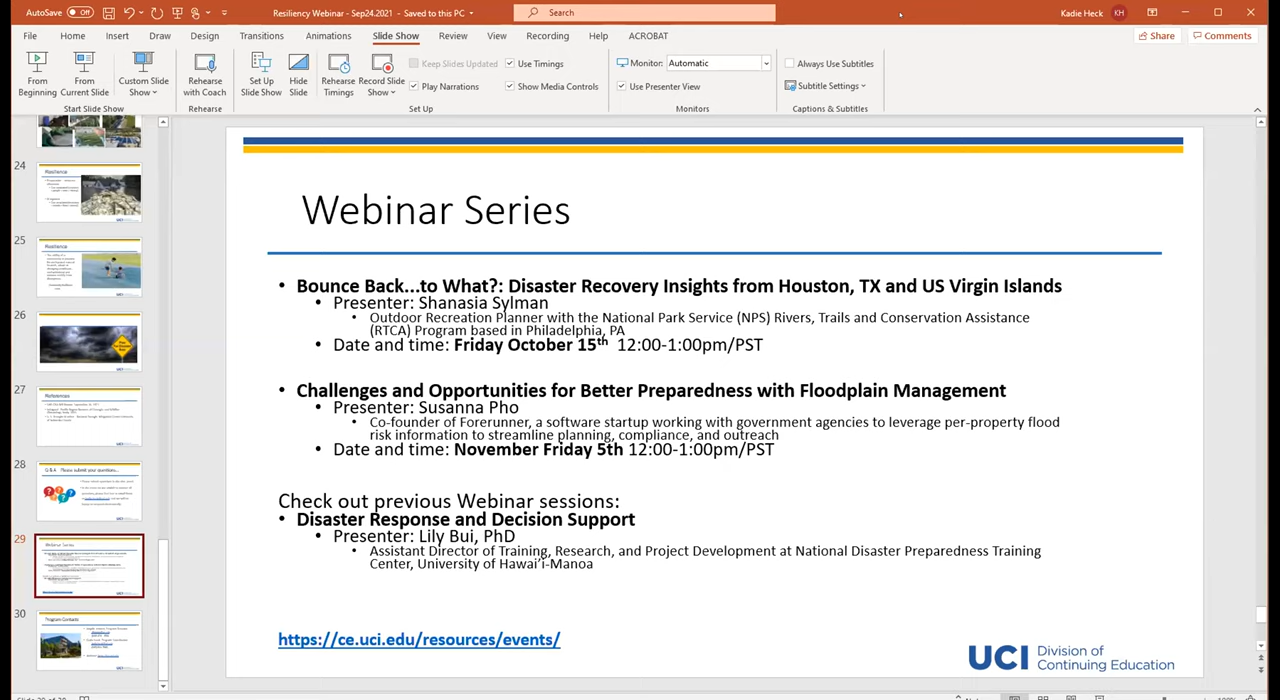 AutoSave Off
Resiliency Webinar - Sep24.2021 - Saved to this PC
Search
Kadie Heck KH
File Home Insert Draw Design Transitions Animations Slide Show Review View Recording Help ACROBAT
Share Comments
From Beginning
From Current Slide
Custom Slide Show
Rehearse with Coach
Set Up Slide Show
Hide Slide
Rehearse Timings
Record Slide Show
Keep Slides Updated
Use Timings
Play Narrations
Show Media Controls
Monitor: Automatic
Use Presenter View
Always Use Subtitles
Subtitle Settings
Start Slide Show Rehearse Set Up Monitors Captions & Subtitles
24
Resilience
25
Resilience
26
27
References
28
Q & A Please submit your questions...
29
Webinar Series
30
Program Contacts
Webinar Series
• Bounce Back...to What?: Disaster Recovery Insights from Houston, TX and US Virgin Islands
• Presenter: Shanasia Sylman
• Outdoor Recreation Planner with the National Park Service (NPS) Rivers, Trails and Conservation Assistance
(RTCA) Program based in Philadelphia, PA
• Date and time: Friday October 15th 12:00-1:00pm/PST
• Challenges and Opportunities for Better Preparedness with Floodplain Management
• Presenter: Susanna Pho
• Co-founder of Forerunner, a software startup working with government agencies to leverage per-property flood
risk information to streamline planning, compliance, and outreach
• Date and time: November Friday 5th 12:00-1:00pm/PST
Check out previous Webinar sessions:
• Disaster Response and Decision Support
• Presenter: Lily Bui, PhD
• Assistant Director of Training, Research, and Project Development at National Disaster Preparedness Training
Center, University of Hawai'i-Manoa
https://ce.uci.edu/resources/events/
UCI Division of
Continuing Education